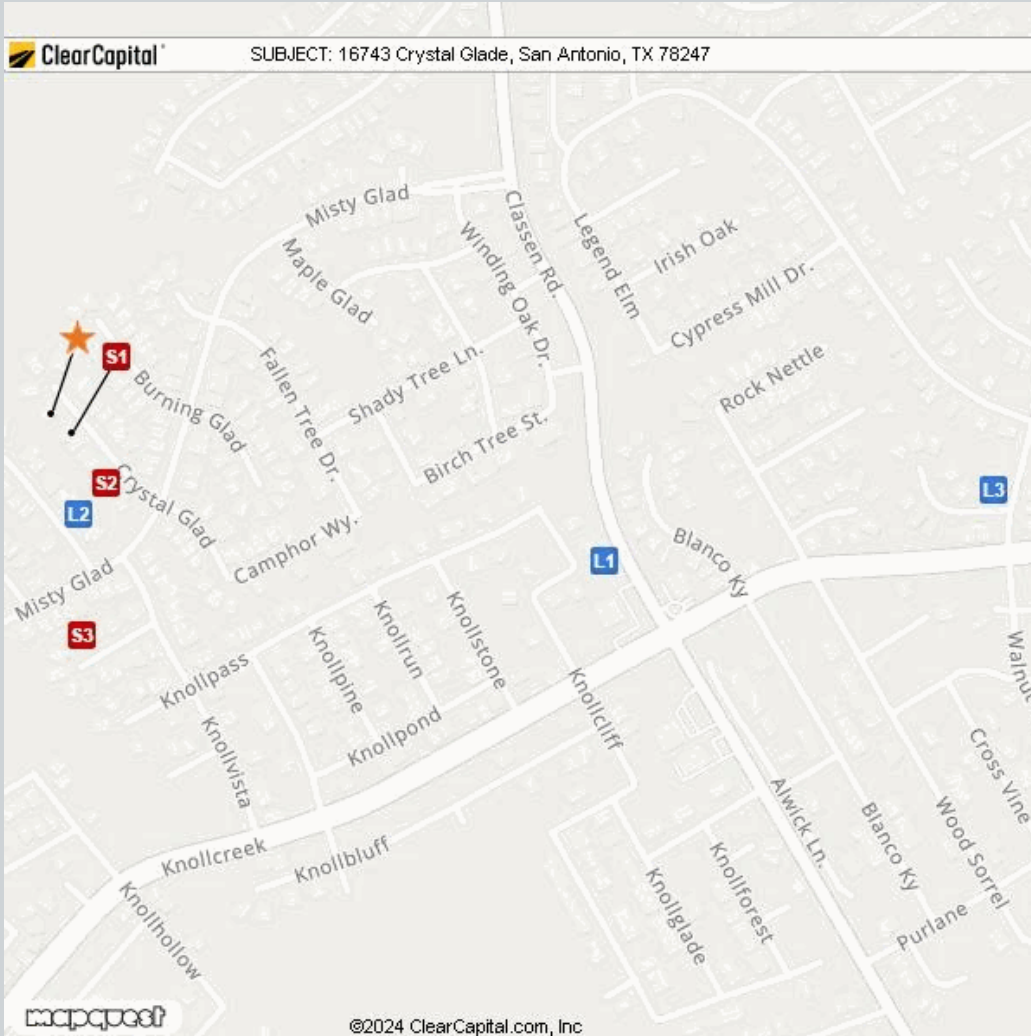 ClearCapital
SUBJECT: 16743 Crystal Glade, San Antonio, TX 78247
Misty Glad
Classen Rd.
Legend Elm
Irish Oak
Winding Oak Dr.
Maple Glad
Cypress Mill Dr.
S1
Burning Glad
Fallen Tree Dr.
Shady Tree Ln.
Rock Nettle
Birch Tree St.
S2
Crystal Glad
L2
L3
Camphor Wy.
L1
Blanco Ky
Misty Glad
S3
Knollpass
Knollpine
Knollrun
Knollstone
Knollcliff
Walnut
Knollpond
Knollvista
Cross Vine
Alwick Ln.
Blanco Ky
Wood Sorrel
Knollcreek
Knollbluff
Knollglade
Knollforest
Knollhollow
Purlane
mapquest
©2024 ClearCapital.com, Inc